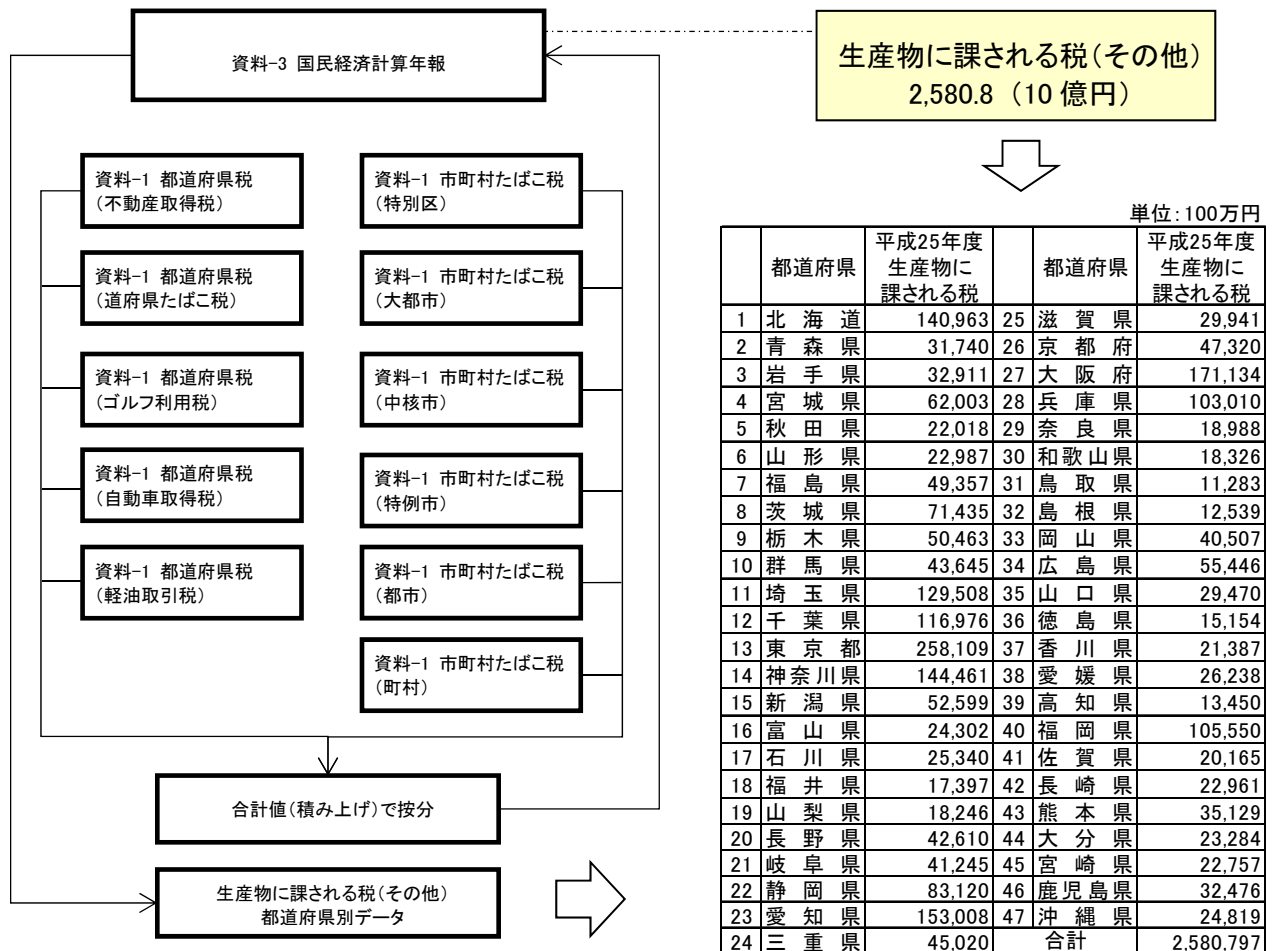 資料-3 国民経済計算年報
生産物に課される税(その他)
2,580.8 (10 億円)
資料-1 都道府県税
(不動産取得税)
資料-1 市町村たばこ税
(特別区)
資料-1 都道府県税
(道府県たばこ税)
資料-1 市町村たばこ税
(大都市)
資料-1 都道府県税
(ゴルフ利用税)
資料-1 市町村たばこ税
(中核市)
資料-1 都道府県税
(自動車取得税)
資料-1 市町村たばこ税
(特例市)
資料-1 都道府県税
(軽油取引税)
資料-1 市町村たばこ税
(都市)
資料-1 市町村たばこ税
(町村)
合計値(積み上げ)で按分
生産物に課される税(その他)
都道府県別データ
単位:100万円
都道府県 平成25年度 生産物に 課される税 都道府県 平成25年度 生産物に 課される税
1 北海道 140,963 25 滋賀県 29,941
2 青森県 31,740 26 京都府 47,320
3 岩手県 32,911 27 大阪府 171,134
4 宮城県 62,003 28 兵庫県 103,010
5 秋田県 22,018 29 奈良県 18,988
6 山形県 22,987 30 和歌山県 18,326
7 福島県 49,357 31 鳥取県 11,283
8 茨城県 71,435 32 島根県 12,539
9 栃木県 50,463 33 岡山県 40,507
10 群馬県 43,645 34 広島県 55,446
11 埼玉県 129,508 35 山口県 29,470
12 千葉県 116,976 36 徳島県 15,154
13 東京都 258,109 37 香川県 21,387
14 神奈川県 144,461 38 愛媛県 26,238
15 新潟県 52,599 39 高知県 13,450
16 富山県 24,302 40 福岡県 105,550
17 石川県 25,340 41 佐賀県 20,165
18 福井県 17,397 42 長崎県 22,961
19 山梨県 18,246 43 熊本県 35,129
20 長野県 42,610 44 大分県 23,284
21 岐阜県 41,245 45 宮崎県 22,757
22 静岡県 83,120 46 鹿児島県 32,476
23 愛知県 153,008 47 沖縄県 24,819
24 三重県 45,020 合計 2,580,797